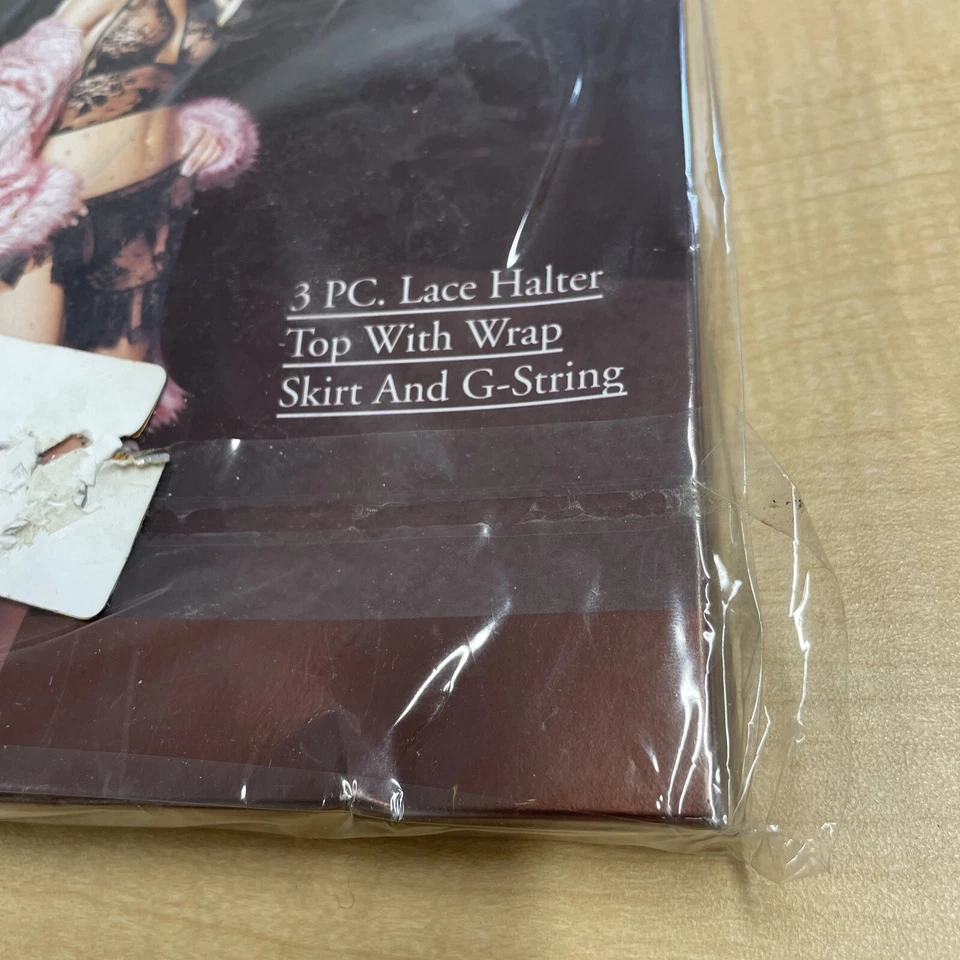 3 PC. Lace Halter
Top With Wrap
Skirt And G-String